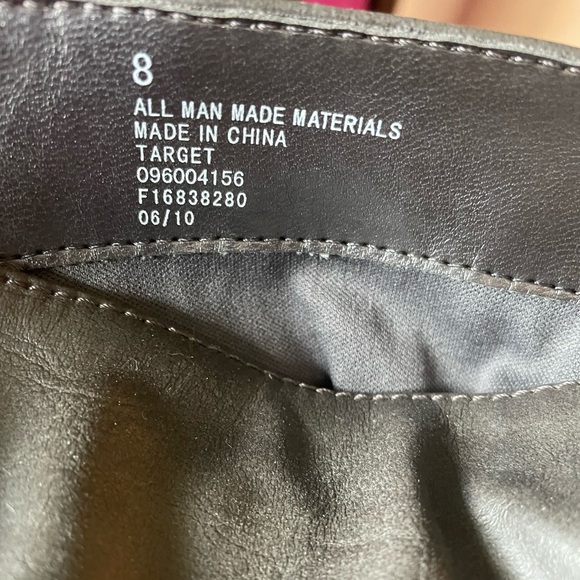 8
ALL MAN MADE MATERIALS
MADE IN CHINA
TARGET
096004156
F16838280
06/10